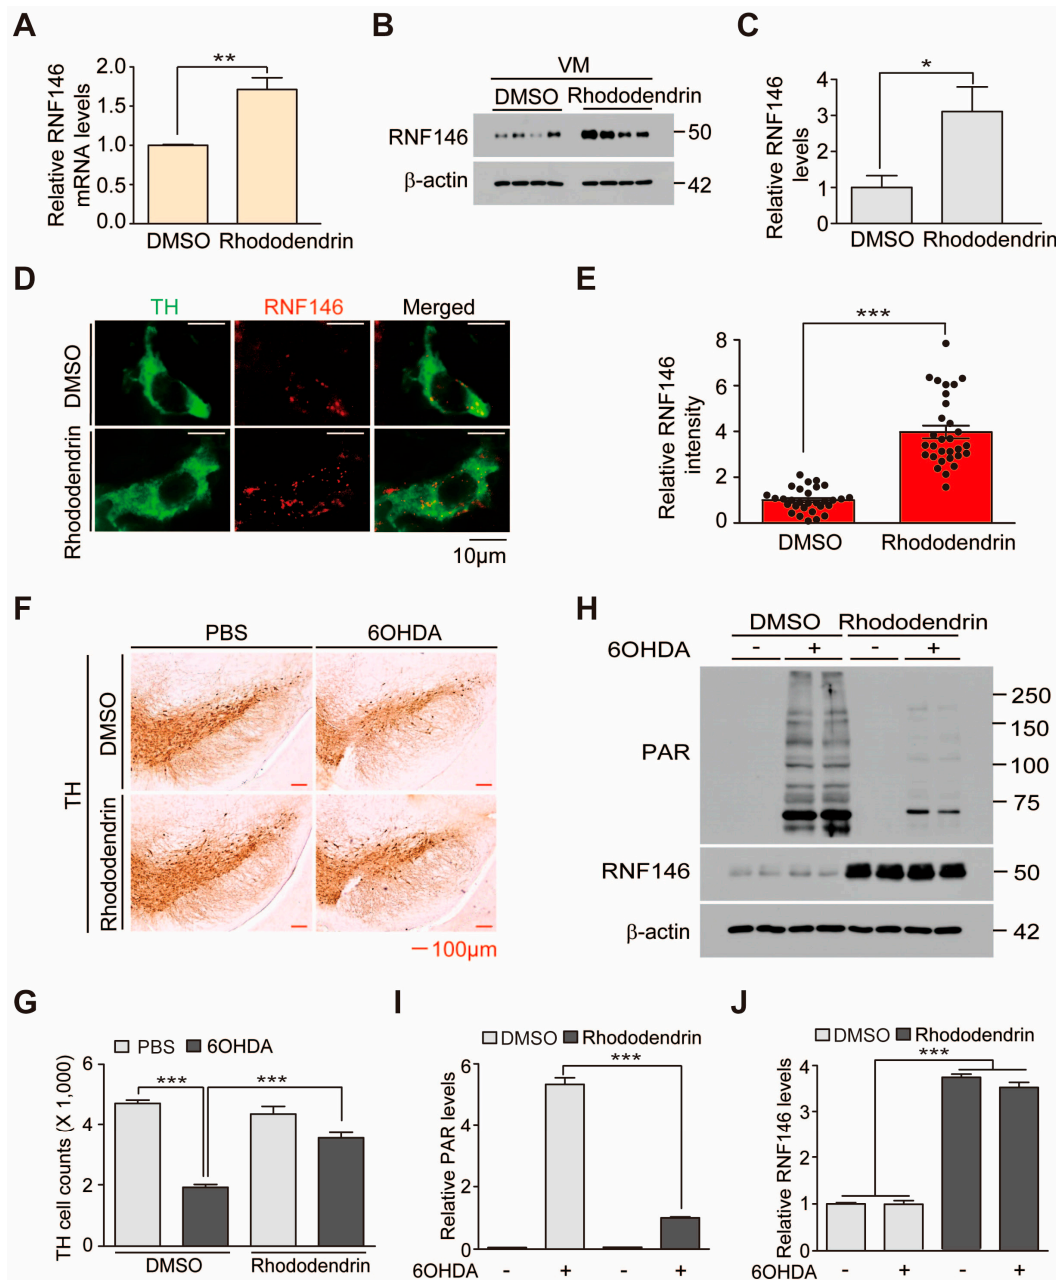 A
Relative RNF146
mRNA levels
2.0
1.5
1.0
0.5
0.0
**
DMSO Rhododendrin
B
VM
DMSO Rhododendrin
RNF146
50
β-actin
42
C
Relative RNF146
levels
4
3
2
1
0
*
DMSO Rhododendrin
D
TH RNF146 Merged
DMSO
Rhododendrin
10μm
E
Relative RNF146
intensity
8
6
4
2
0
***
DMSO Rhododendrin
F
PBS 6OHDA
TH
DMSO
Rhododendrin
100μm
H
DMSO Rhododendrin
6OHDA - + - +
PAR
250
150
100
75
RNF146
50
β-actin
42
G
PBS 6OHDA
TH cell counts (X 1,000)
6
4
2
0
*** ***
DMSO Rhododendrin
I
DMSO Rhododendrin
Relative PAR levels
6
4
2
0
***
6OHDA - + - +
J
DMSO Rhododendrin
Relative RNF146 levels
4
3
2
1
0
***
6OHDA - + - +